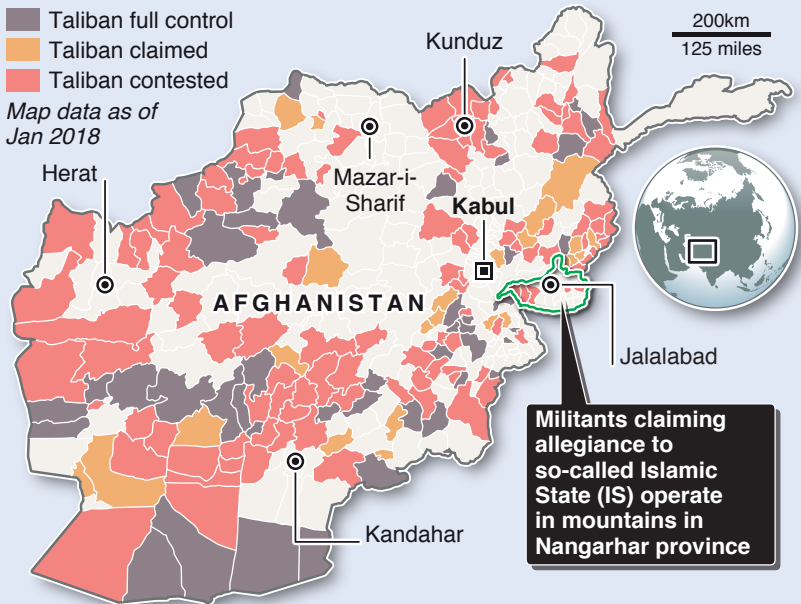 Taliban full control
Taliban claimed
Taliban contested
Map data as of
Jan 2018
200km
125 miles
Kunduz
Herat
Mazar-i-
Sharif
Kabul
AFGHANISTAN
Jalalabad
Kandahar
Militants claiming
allegiance to
so-called Islamic
State (IS) operate
in mountains in
Nangarhar province